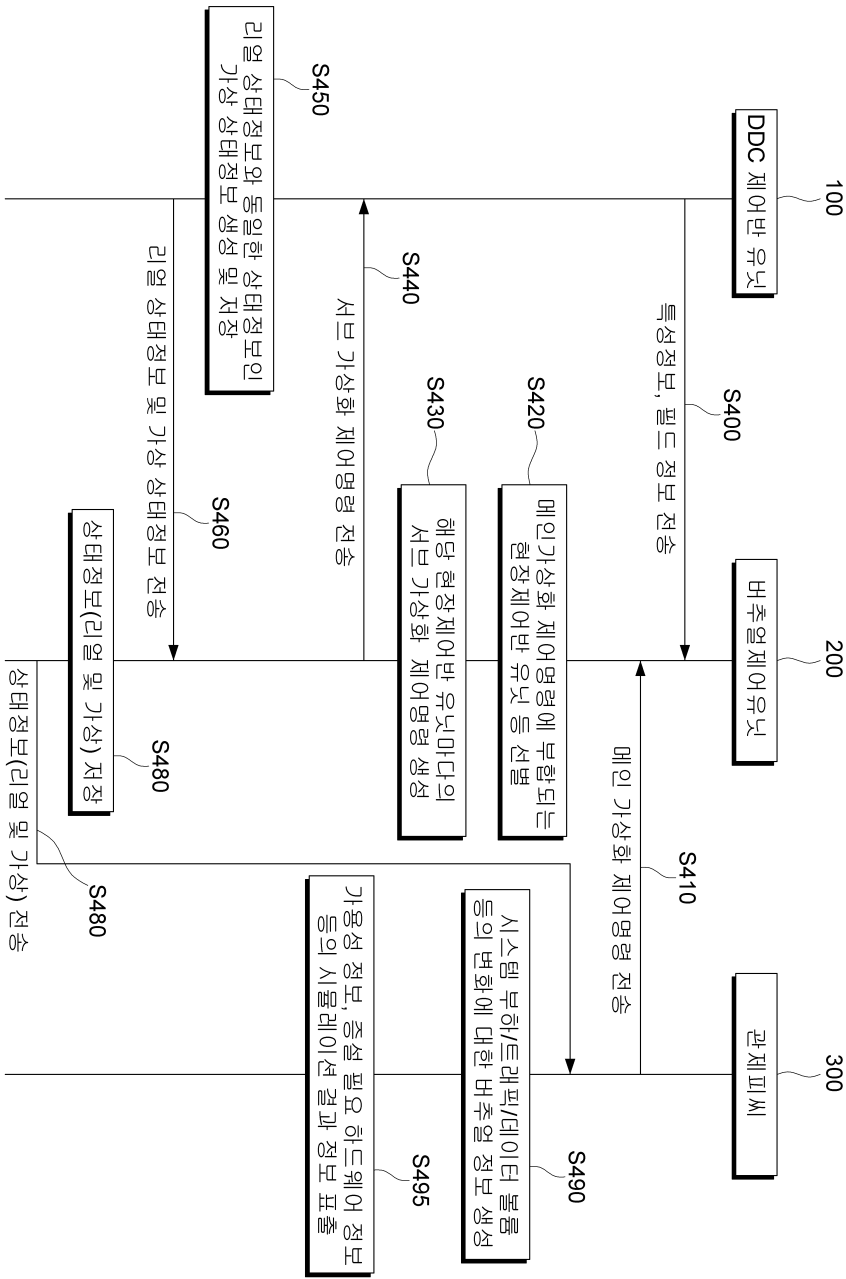 100
200
300
DDC 제어반 유닛
버추얼제어유닛
관제피씨
S400
특성정보, 필드 정보 전송
S410
메인 가상화 제어명령 전송
S420
메인가상화 제어명령에 부합되는
현장제어반 유닛 등 선별
S430
해당 현장제어반 유닛마다의
서브 가상화 제어명령 생성
S440
서브 가상화 제어명령 전송
S450
리얼 상태정보와 동일한 상태정보인
가상 상태정보 생성 및 저장
S460
리얼 상태정보 및 가상 상태정보 전송
S480
상태정보(리얼 및 가상) 저장
S480
상태정보(리얼 및 가상) 전송
S490
시스템 부하/트래픽/데이터 볼륨
등의 변화에 대한 버추얼 정보 생성
S495
가용성 정보, 증설 필요 하드웨어 정보
등의 시뮬레이션 결과 정보 표출